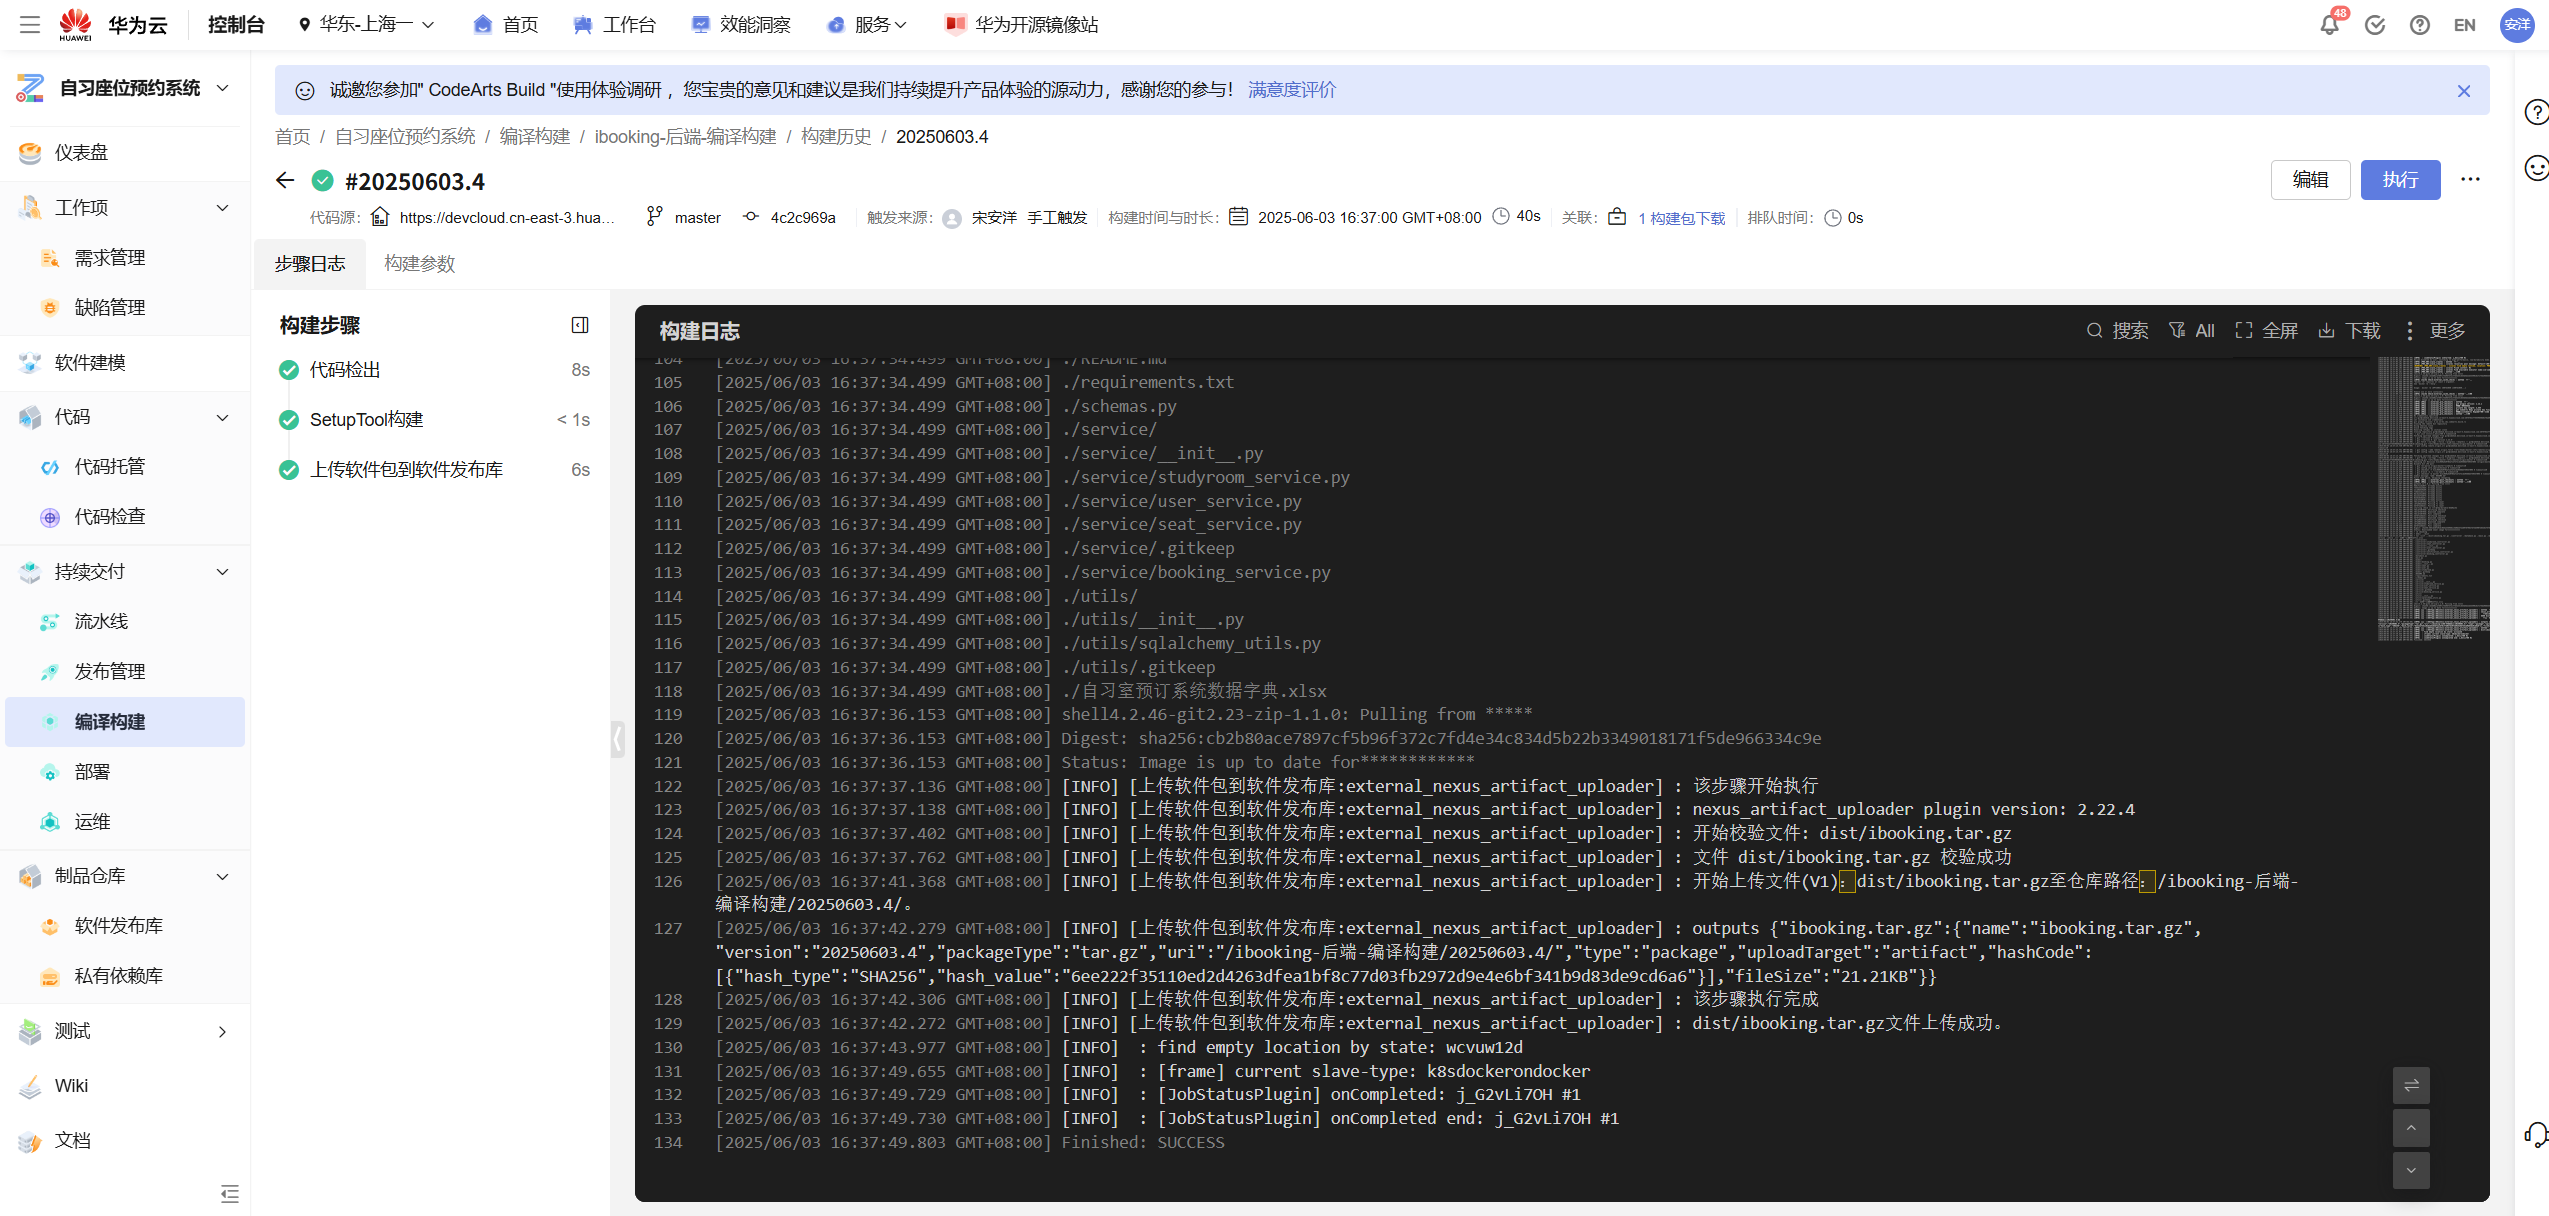 HUAWEI 华为云 控制台 华东-上海一 首页 工作台 效能洞察 服务 华为开源镜像站 48 EN 安洋
自习座位预约系统
仪表盘
工作项
需求管理
缺陷管理
软件建模
代码
代码托管
代码检查
持续交付
流水线
发布管理
编译构建
部署
运维
制品仓库
软件发布库
私有依赖库
测试
Wiki
文档
诚邀您参加" CodeArts Build "使用体验调研，您宝贵的意见和建议是我们持续提升产品体验的源动力，感谢您的参与！ 满意度评价
首页 / 自习座位预约系统 / 编译构建 / ibooking-后端-编译构建 / 构建历史 / 20250603.4
#20250603.4
编辑 执行 ···
代码源: https://devcloud.cn-east-3.hua... master 4c2c969a 触发来源: 宋安洋 手工触发 构建时间与时长: 2025-06-03 16:37:00 GMT+08:00 40s 关联: 1 构建包下载 排队时间: 0s
步骤日志 构建参数
构建步骤
代码检出 8s
SetupTool构建 < 1s
上传软件包到软件发布库 6s
构建日志 搜索 All 全屏 下载 更多
104 [2025/06/03 16:37:34.499 GMT+08:00] ./README.md
105 [2025/06/03 16:37:34.499 GMT+08:00] ./requirements.txt
106 [2025/06/03 16:37:34.499 GMT+08:00] ./schemas.py
107 [2025/06/03 16:37:34.499 GMT+08:00] ./service/
108 [2025/06/03 16:37:34.499 GMT+08:00] ./service/__init__.py
109 [2025/06/03 16:37:34.499 GMT+08:00] ./service/studyroom_service.py
110 [2025/06/03 16:37:34.499 GMT+08:00] ./service/user_service.py
111 [2025/06/03 16:37:34.499 GMT+08:00] ./service/seat_service.py
112 [2025/06/03 16:37:34.499 GMT+08:00] ./service/.gitkeep
113 [2025/06/03 16:37:34.499 GMT+08:00] ./service/booking_service.py
114 [2025/06/03 16:37:34.499 GMT+08:00] ./utils/
115 [2025/06/03 16:37:34.499 GMT+08:00] ./utils/__init__.py
116 [2025/06/03 16:37:34.499 GMT+08:00] ./utils/sqlalchemy_utils.py
117 [2025/06/03 16:37:34.499 GMT+08:00] ./utils/.gitkeep
118 [2025/06/03 16:37:34.499 GMT+08:00] ./自习室预订系统数据字典.xlsx
119 [2025/06/03 16:37:36.153 GMT+08:00] shell4.2.46-git2.23-zip-1.1.0: Pulling from *****
120 [2025/06/03 16:37:36.153 GMT+08:00] Digest: sha256:cb2b80ace7897cf5b96f372c7fd4e34c834d5b22b3349018171f5de966334c9e
121 [2025/06/03 16:37:36.153 GMT+08:00] Status: Image is up to date for************
122 [2025/06/03 16:37:37.136 GMT+08:00] [INFO] [上传软件包到软件发布库:external_nexus_artifact_uploader] : 该步骤开始执行
123 [2025/06/03 16:37:37.138 GMT+08:00] [INFO] [上传软件包到软件发布库:external_nexus_artifact_uploader] : nexus_artifact_uploader plugin version: 2.22.4
124 [2025/06/03 16:37:37.402 GMT+08:00] [INFO] [上传软件包到软件发布库:external_nexus_artifact_uploader] : 开始校验文件: dist/ibooking.tar.gz
125 [2025/06/03 16:37:37.762 GMT+08:00] [INFO] [上传软件包到软件发布库:external_nexus_artifact_uploader] : 文件 dist/ibooking.tar.gz 校验成功
126 [2025/06/03 16:37:41.368 GMT+08:00] [INFO] [上传软件包到软件发布库:external_nexus_artifact_uploader] : 开始上传文件(V1)：dist/ibooking.tar.gz至仓库路径：/ibooking-后端-
编译构建/20250603.4/。
127 [2025/06/03 16:37:42.279 GMT+08:00] [INFO] [上传软件包到软件发布库:external_nexus_artifact_uploader] : outputs {"ibooking.tar.gz":{"name":"ibooking.tar.gz",
"version":"20250603.4","packageType":"tar.gz","uri":"/ibooking-后端-编译构建/20250603.4/","type":"package","uploadTarget":"artifact","hashCode":
[{"hash_type":"SHA256","hash_value":"6ee222f35110ed2d4263dfea1bf8c77d03fb2972d9e4e6bf341b9d83de9cd6a6"}],"fileSize":"21.21KB"}}
128 [2025/06/03 16:37:42.306 GMT+08:00] [INFO] [上传软件包到软件发布库:external_nexus_artifact_uploader] : 该步骤执行完成
129 [2025/06/03 16:37:42.272 GMT+08:00] [INFO] [上传软件包到软件发布库:external_nexus_artifact_uploader] : dist/ibooking.tar.gz文件上传成功。
130 [2025/06/03 16:37:43.977 GMT+08:00] [INFO] : find empty location by state: wcvuw12d
131 [2025/06/03 16:37:49.655 GMT+08:00] [INFO] : [frame] current slave-type: k8sdockerondocker
132 [2025/06/03 16:37:49.729 GMT+08:00] [INFO] : [JobStatusPlugin] onCompleted: j_G2vLi7OH #1
133 [2025/06/03 16:37:49.730 GMT+08:00] [INFO] : [JobStatusPlugin] onCompleted end: j_G2vLi7OH #1
134 [2025/06/03 16:37:49.803 GMT+08:00] Finished: SUCCESS